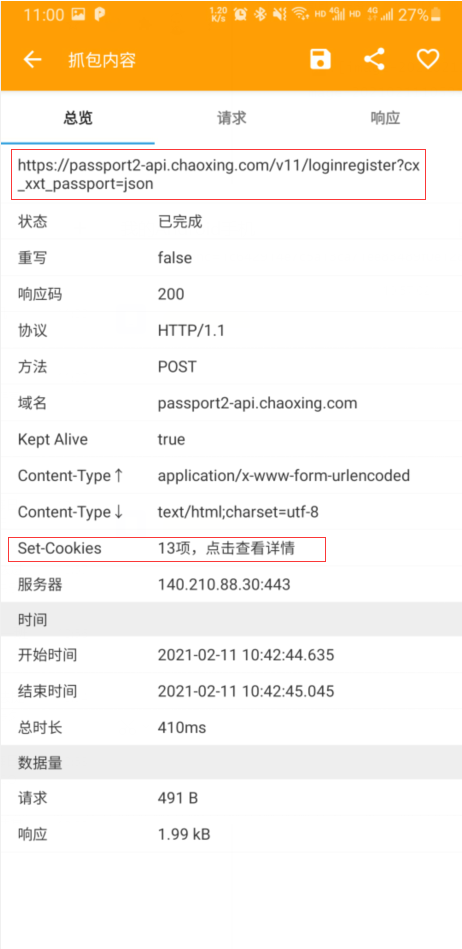 11:00 1.20 K/s HD 4G HD 4G 27%
抓包内容
总览 请求 响应
https://passport2-api.chaoxing.com/v11/loginregister?cx
_xxt_passport=json
状态 已完成
重写 false
响应码 200
协议 HTTP/1.1
方法 POST
域名 passport2-api.chaoxing.com
Kept Alive true
Content-Type↑ application/x-www-form-urlencoded
Content-Type↓ text/html;charset=utf-8
Set-Cookies 13项，点击查看详情
服务器 140.210.88.30:443
时间
开始时间 2021-02-11 10:42:44.635
结束时间 2021-02-11 10:42:45.045
总时长 410ms
数据量
请求 491 B
响应 1.99 kB